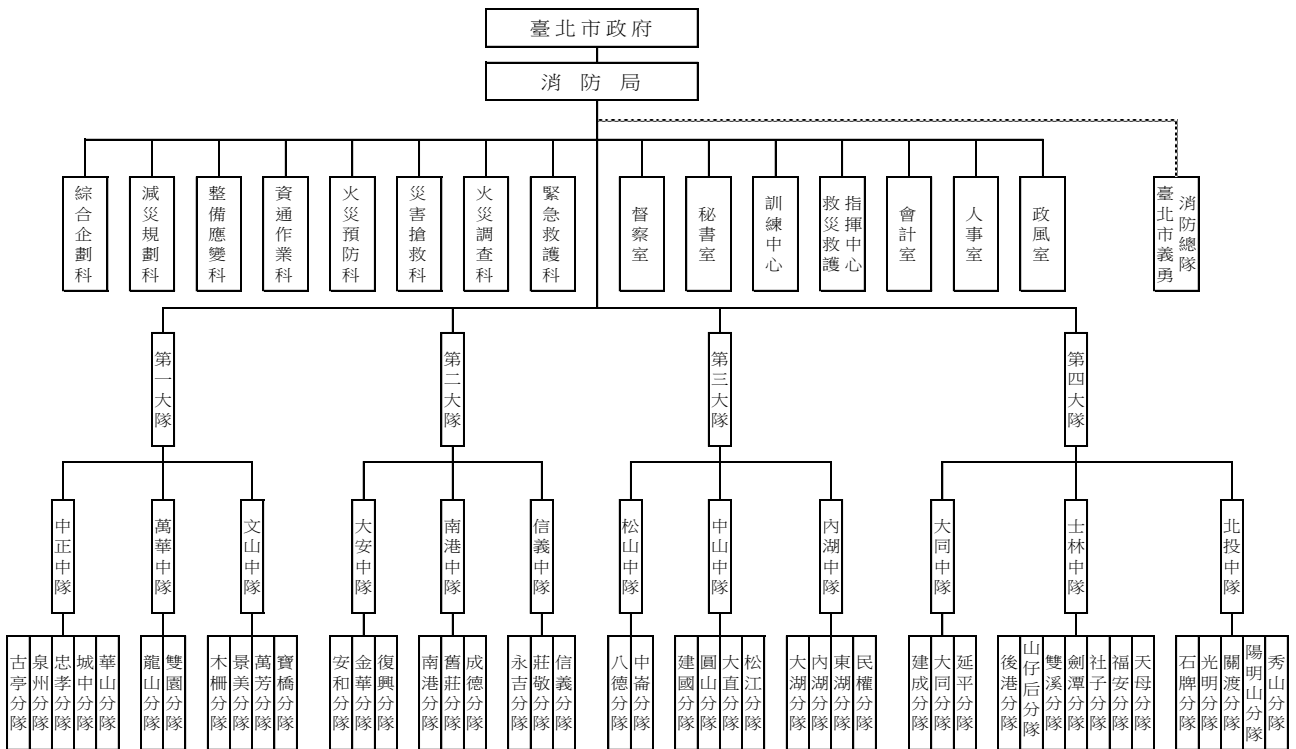 臺北市政府
消防局
綜合企劃科
減災規劃科
整備應變科
資通作業科
火災預防科
災害搶救科
火災調查科
緊急救護科
督察室
秘書室
訓練中心
救災救護
指揮中心
會計室
人事室
政風室
臺北市義勇
消防總隊
第一大隊
第二大隊
第三大隊
第四大隊
中正中隊
萬華中隊
文山中隊
大安中隊
南港中隊
信義中隊
松山中隊
中山中隊
內湖中隊
大同中隊
士林中隊
北投中隊
古亭分隊
泉州分隊
忠孝分隊
城中分隊
華山分隊
龍山分隊
雙園分隊
木柵分隊
景美分隊
萬芳分隊
寶橋分隊
安和分隊
金華分隊
復興分隊
南港分隊
舊莊分隊
成德分隊
永吉分隊
莊敬分隊
信義分隊
八德分隊
中崙分隊
建國分隊
圓山分隊
大直分隊
松江分隊
大湖分隊
內湖分隊
東湖分隊
民權分隊
建成分隊
大同分隊
延平分隊
後港分隊
山仔后分隊
雙溪分隊
劍潭分隊
社子分隊
福安分隊
天母分隊
石牌分隊
光明分隊
關渡分隊
陽明山分隊
秀山分隊